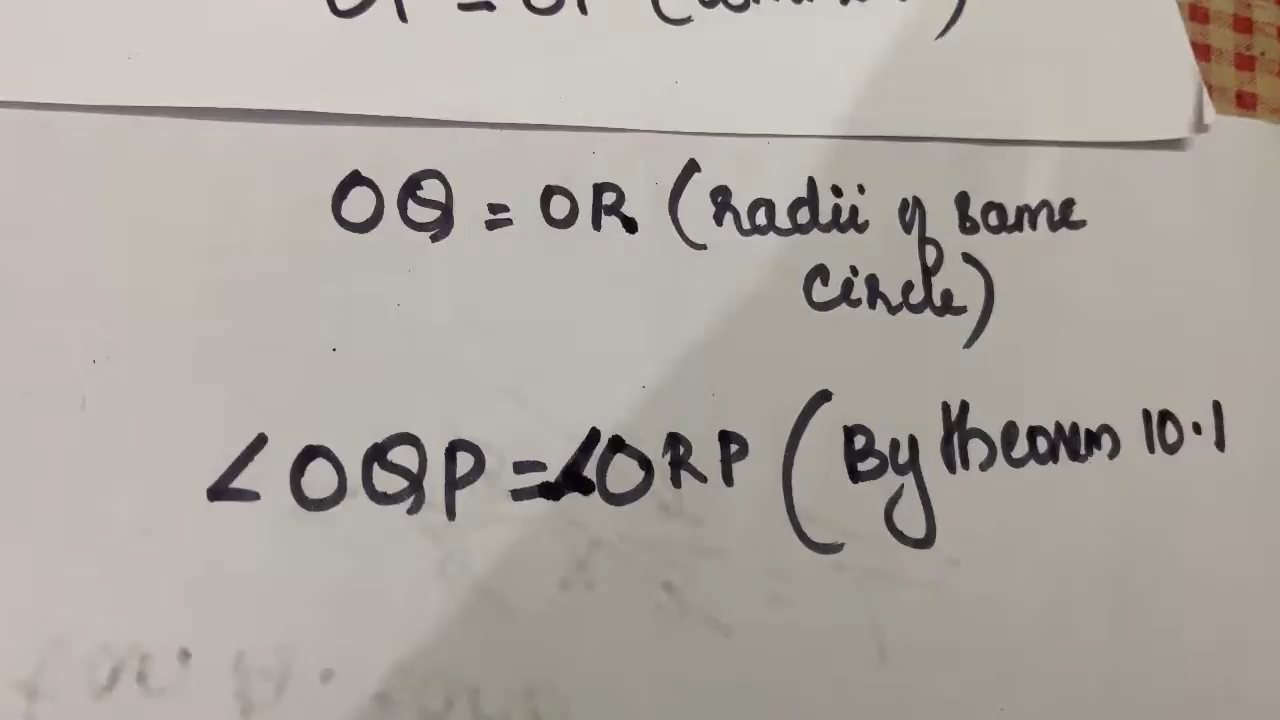 OQ = OR (radii of same
circle)
∠OQP = ∠ORP (By theorem 10.1